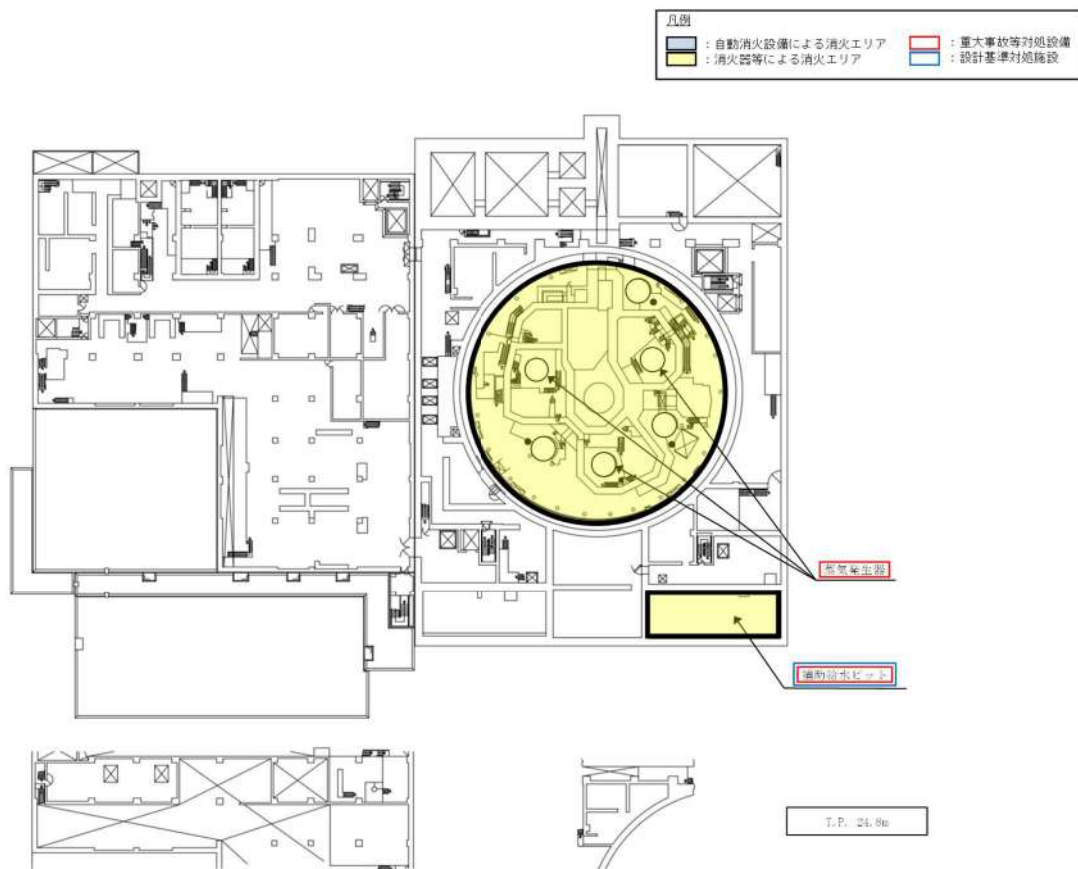 凡例
：自動消火設備による消火エリア
：重大事故等対処設備
：消火器等による消火エリア
：設計基準対処施設
蒸気発生器
補助給水ピット
T.P. 24.8m